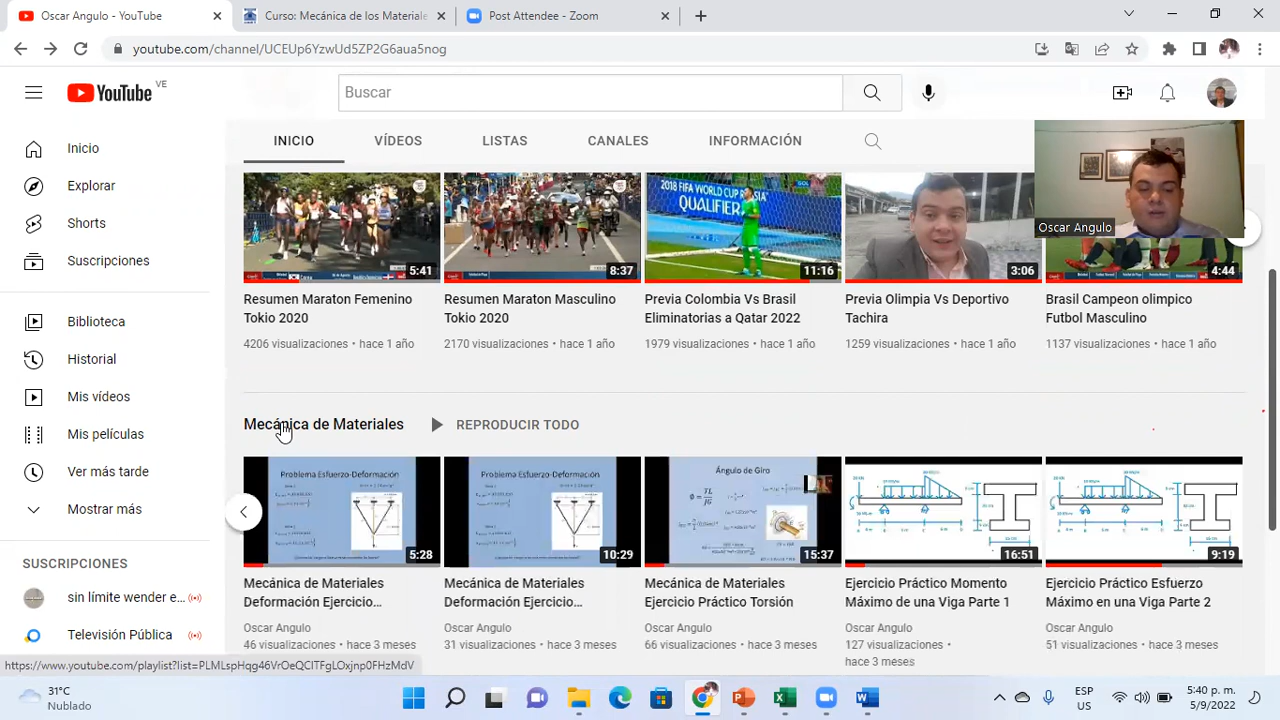 Oscar Angulo - YouTube
Curso: Mecánica de los Materiale
Post Attendee - Zoom
youtube.com/channel/UCEUp6YzwUd5ZP2G6aua5nog
YouTube VE
Buscar
INICIO VÍDEOS LISTAS CANALES INFORMACIÓN
Inicio
Explorar
Shorts
Suscripciones
Biblioteca
Historial
Mis vídeos
Mis películas
Ver más tarde
Mostrar más
SUSCRIPCIONES
sin límite wender e...
Televisión Pública
Oscar Angulo
5:41
Resumen Maraton Femenino
Tokio 2020
4206 visualizaciones • hace 1 año
8:37
Resumen Maraton Masculino
Tokio 2020
2170 visualizaciones • hace 1 año
2018 FIFA WORLD CUP RUSSIA
QUALIFIER
11:16
Previa Colombia Vs Brasil
Eliminatorias a Qatar 2022
1979 visualizaciones • hace 1 año
3:06
Previa Olimpia Vs Deportivo
Tachira
1259 visualizaciones • hace 1 año
4:44
Brasil Campeon olimpico
Futbol Masculino
1137 visualizaciones • hace 1 año
Mecánica de Materiales
REPRODUCIR TODO
Problema Esfuerzo-Deformación
5:28
Mecánica de Materiales
Deformación Ejercicio...
Oscar Angulo
46 visualizaciones • hace 3 meses
Problema Esfuerzo-Deformación
10:29
Mecánica de Materiales
Deformación Ejercicio...
Oscar Angulo
31 visualizaciones • hace 3 meses
Ángulo de Giro
15:37
Mecánica de Materiales
Ejercicio Práctico Torsión
Oscar Angulo
66 visualizaciones • hace 3 meses
16:51
Ejercicio Práctico Momento
Máximo de una Viga Parte 1
Oscar Angulo
127 visualizaciones •
hace 3 meses
9:19
Ejercicio Práctico Esfuerzo
Máximo en una Viga Parte 2
Oscar Angulo
51 visualizaciones • hace 3 meses
https://www.youtube.com/playlist?list=PLMLspHqg46VrOeQCITFgLOxjnp0FHzMdV
31°C
Nublado
ESP
US
5:40 p. m.
5/9/2022